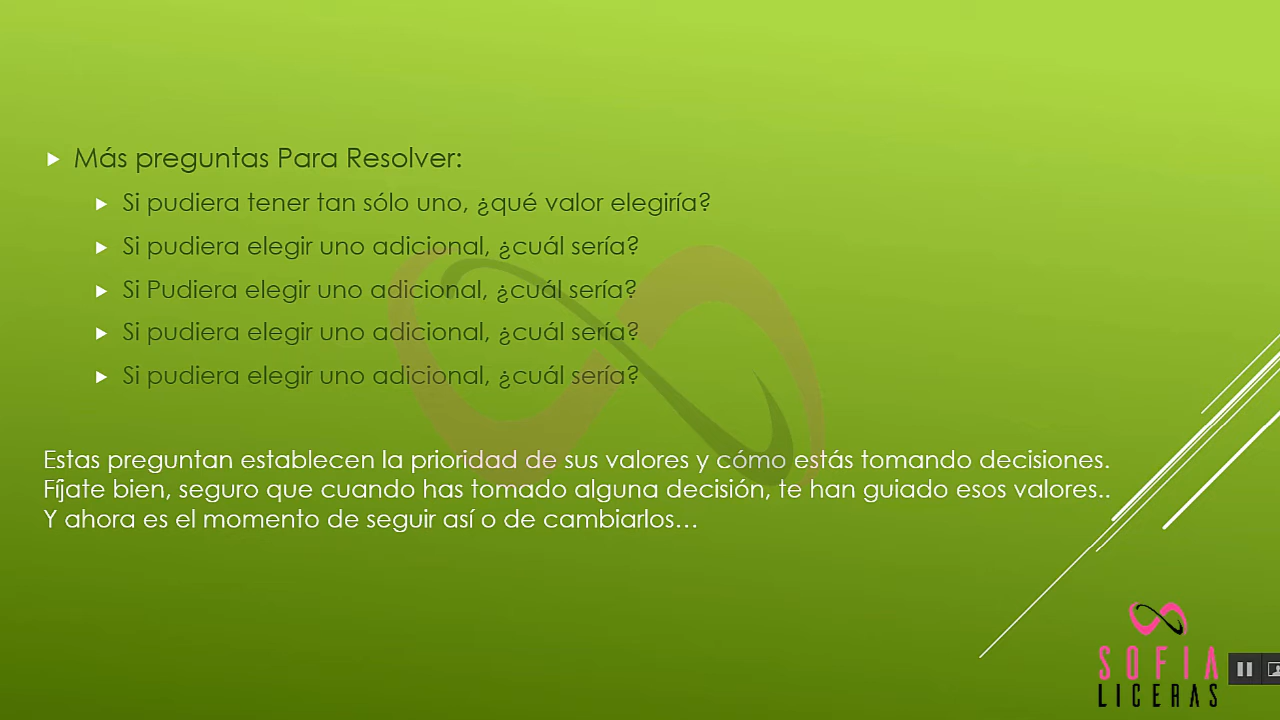 Más preguntas Para Resolver:
Si pudiera tener tan sólo uno, ¿qué valor elegiría?
Si pudiera elegir uno adicional, ¿cuál sería?
Si Pudiera elegir uno adicional, ¿cuál sería?
Si pudiera elegir uno adicional, ¿cuál sería?
Si pudiera elegir uno adicional, ¿cuál sería?
Estas preguntan establecen la prioridad de sus valores y cómo estás tomando decisiones.
Fíjate bien, seguro que cuando has tomado alguna decisión, te han guiado esos valores..
Y ahora es el momento de seguir así o de cambiarlos…
SOFIA
LICERAS